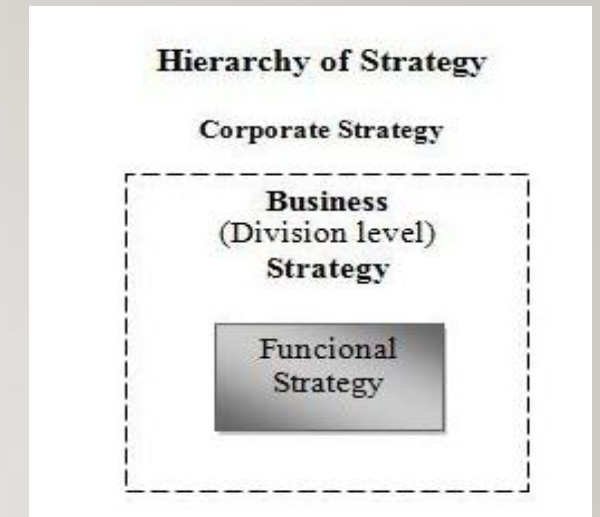 Hierarchy of Strategy
Corporate Strategy
Business
(Division level)
Strategy
Funcional
Strategy